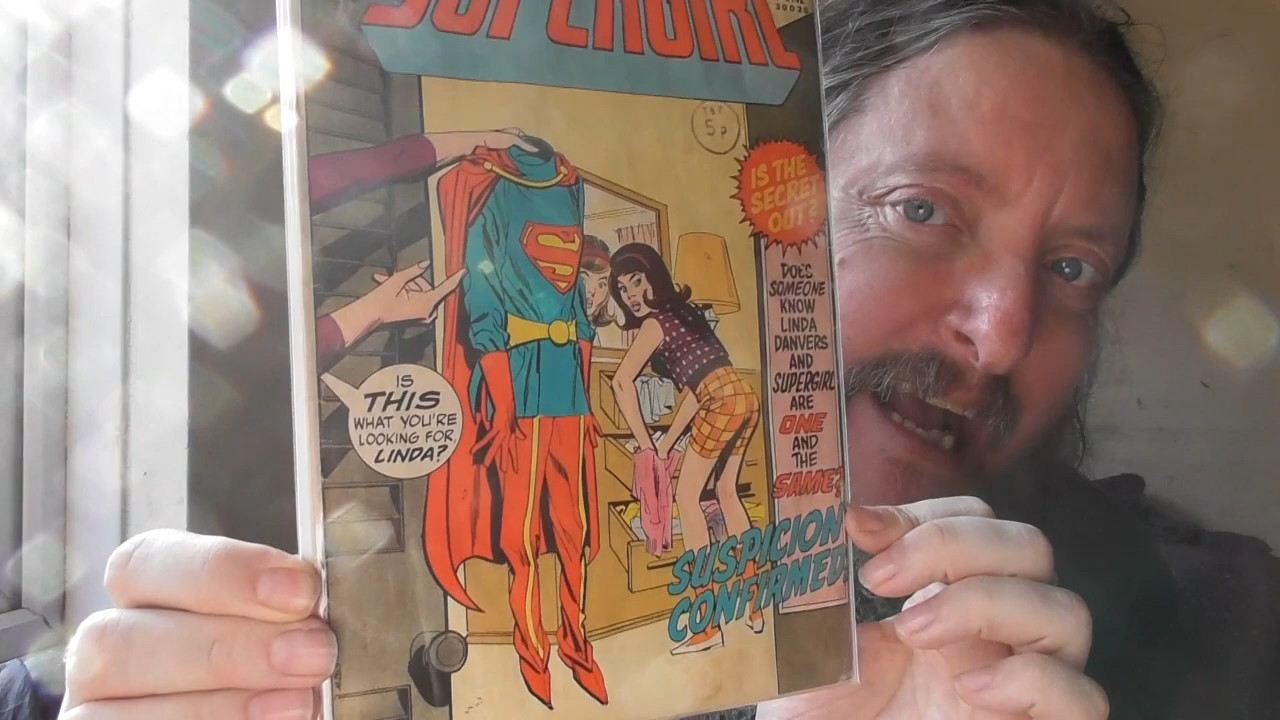 SUPERGIRL
30026
T&P
5p
IS THE
SECRET
OUT?
DOES
SOMEONE
KNOW
LINDA
DANVERS
AND
SUPERGIRL
ARE
ONE
AND
THE
SAME?
IS
THIS
WHAT YOU'RE
LOOKING FOR,
LINDA?
SUSPICION
CONFIRMED!